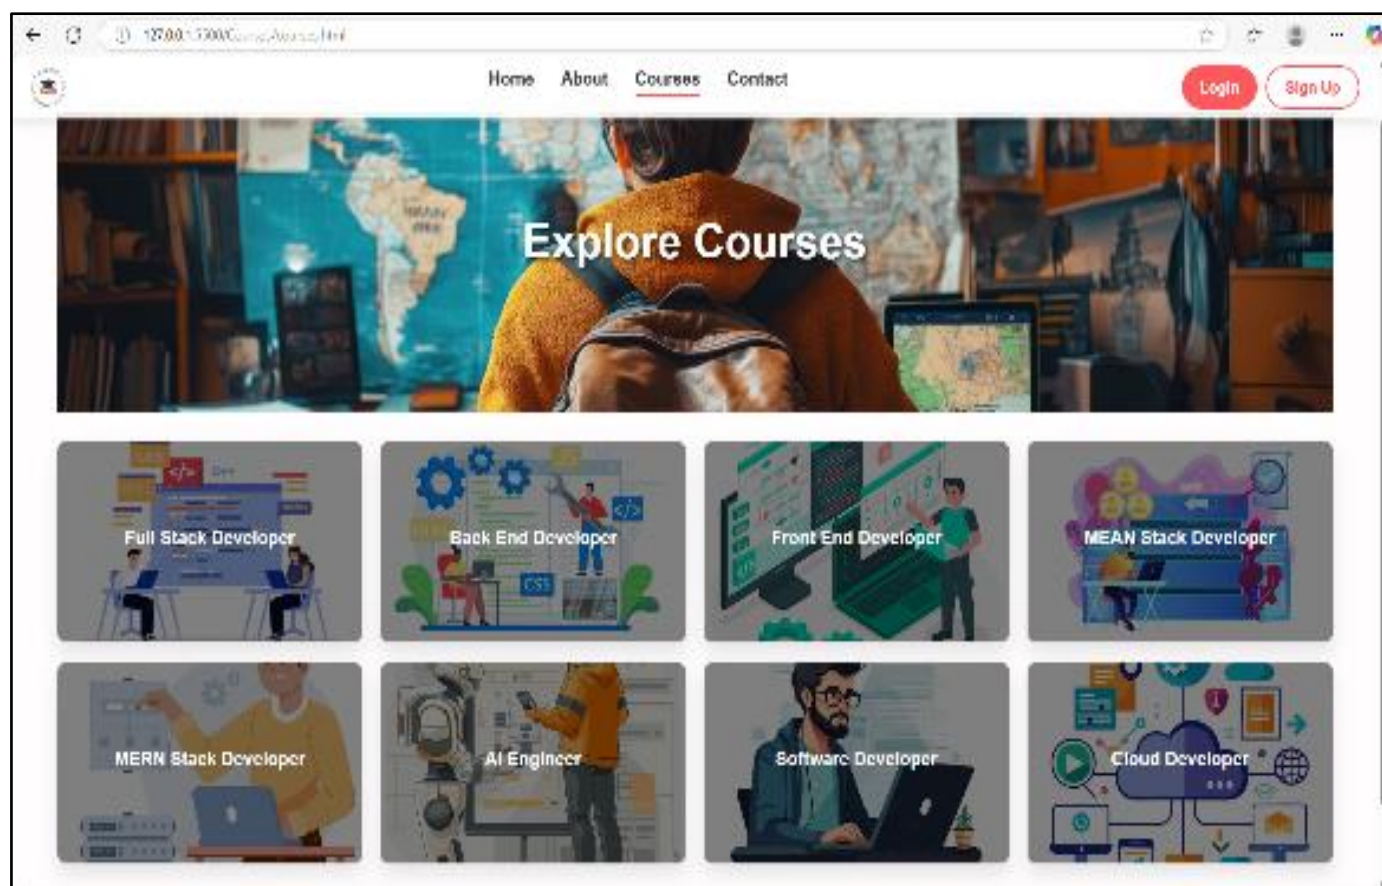 Home About Courses Contact
Login Sign Up
Explore Courses
Full Stack Developer
Back End Developer
Front End Developer
MEAN Stack Developer
CSS
MERN Stack Developer
AI Engineer
Software Developer
Cloud Developer